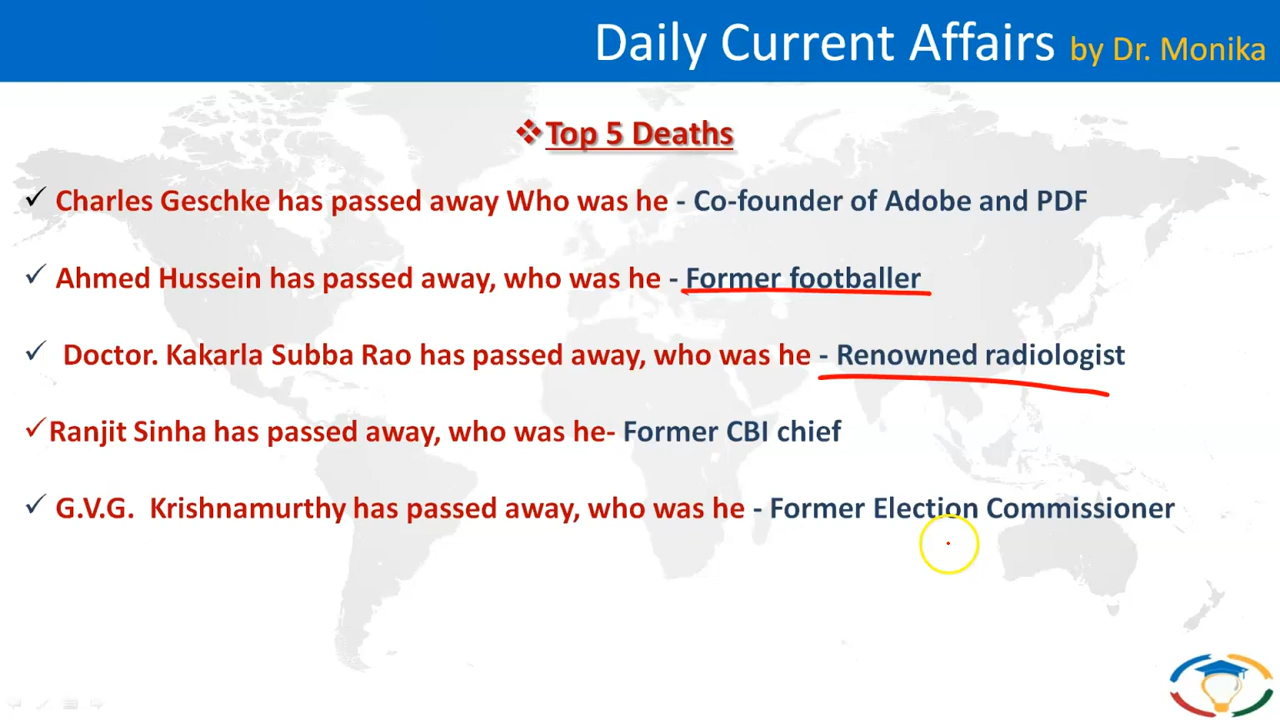 Daily Current Affairs by Dr. Monika
❖Top 5 Deaths
✓ Charles Geschke has passed away Who was he - Co-founder of Adobe and PDF
✓ Ahmed Hussein has passed away, who was he - Former footballer
✓ Doctor. Kakarla Subba Rao has passed away, who was he - Renowned radiologist
✓Ranjit Sinha has passed away, who was he- Former CBI chief
✓ G.V.G. Krishnamurthy has passed away, who was he - Former Election Commissioner